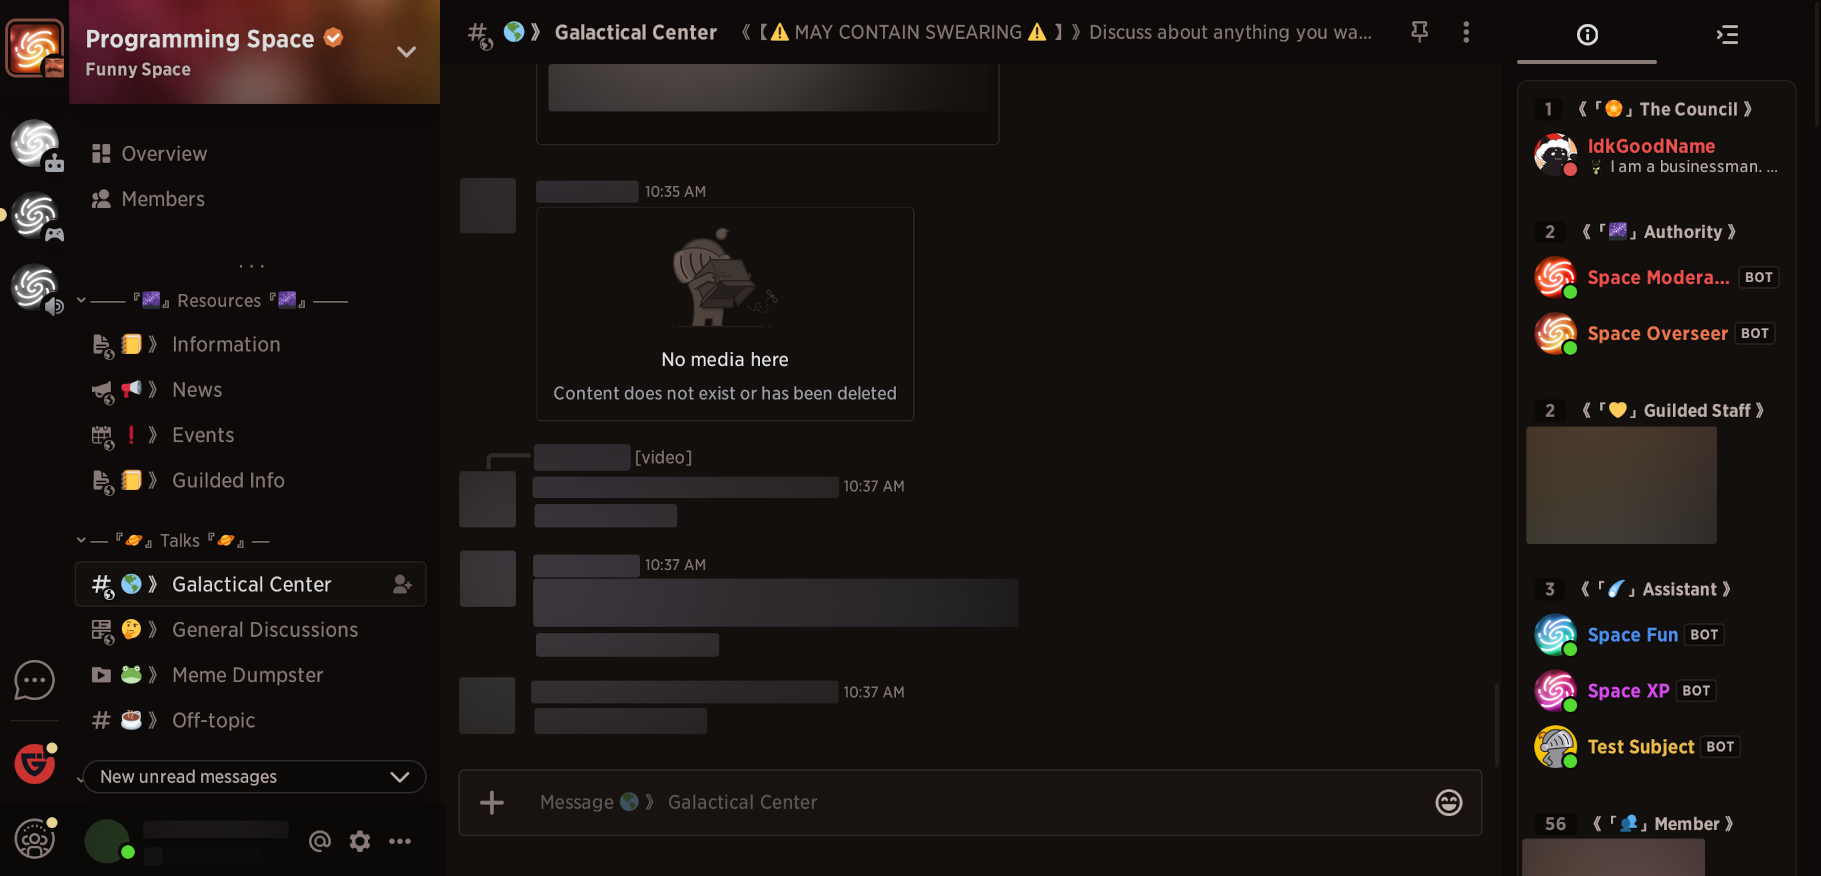 Programming Space
Funny Space
Overview
Members
...
『🌌』 Resources 『🌌』
📒 》 Information
📢 》 News
❗ 》 Events
📒 》 Guilded Info
『🪐』 Talks 『🪐』
🌎 》 Galactical Center
🤔 》 General Discussions
🐸 》 Meme Dumpster
☕ 》 Off-topic
New unread messages
🌎 》 Galactical Center 《【⚠️ MAY CONTAIN SWEARING ⚠️ 】》Discuss about anything you wa...
10:35 AM
No media here
Content does not exist or has been deleted
[video]
10:37 AM
10:37 AM
10:37 AM
Message 🌎 》 Galactical Center
1 《「🏵️」The Council 》
IdkGoodName
I am a businessman. ...
2 《「🌌」Authority 》
Space Modera... BOT
Space Overseer BOT
2 《「💛」Guilded Staff 》
3 《「☄️」Assistant 》
Space Fun BOT
Space XP BOT
Test Subject BOT
56 《「👥」Member 》